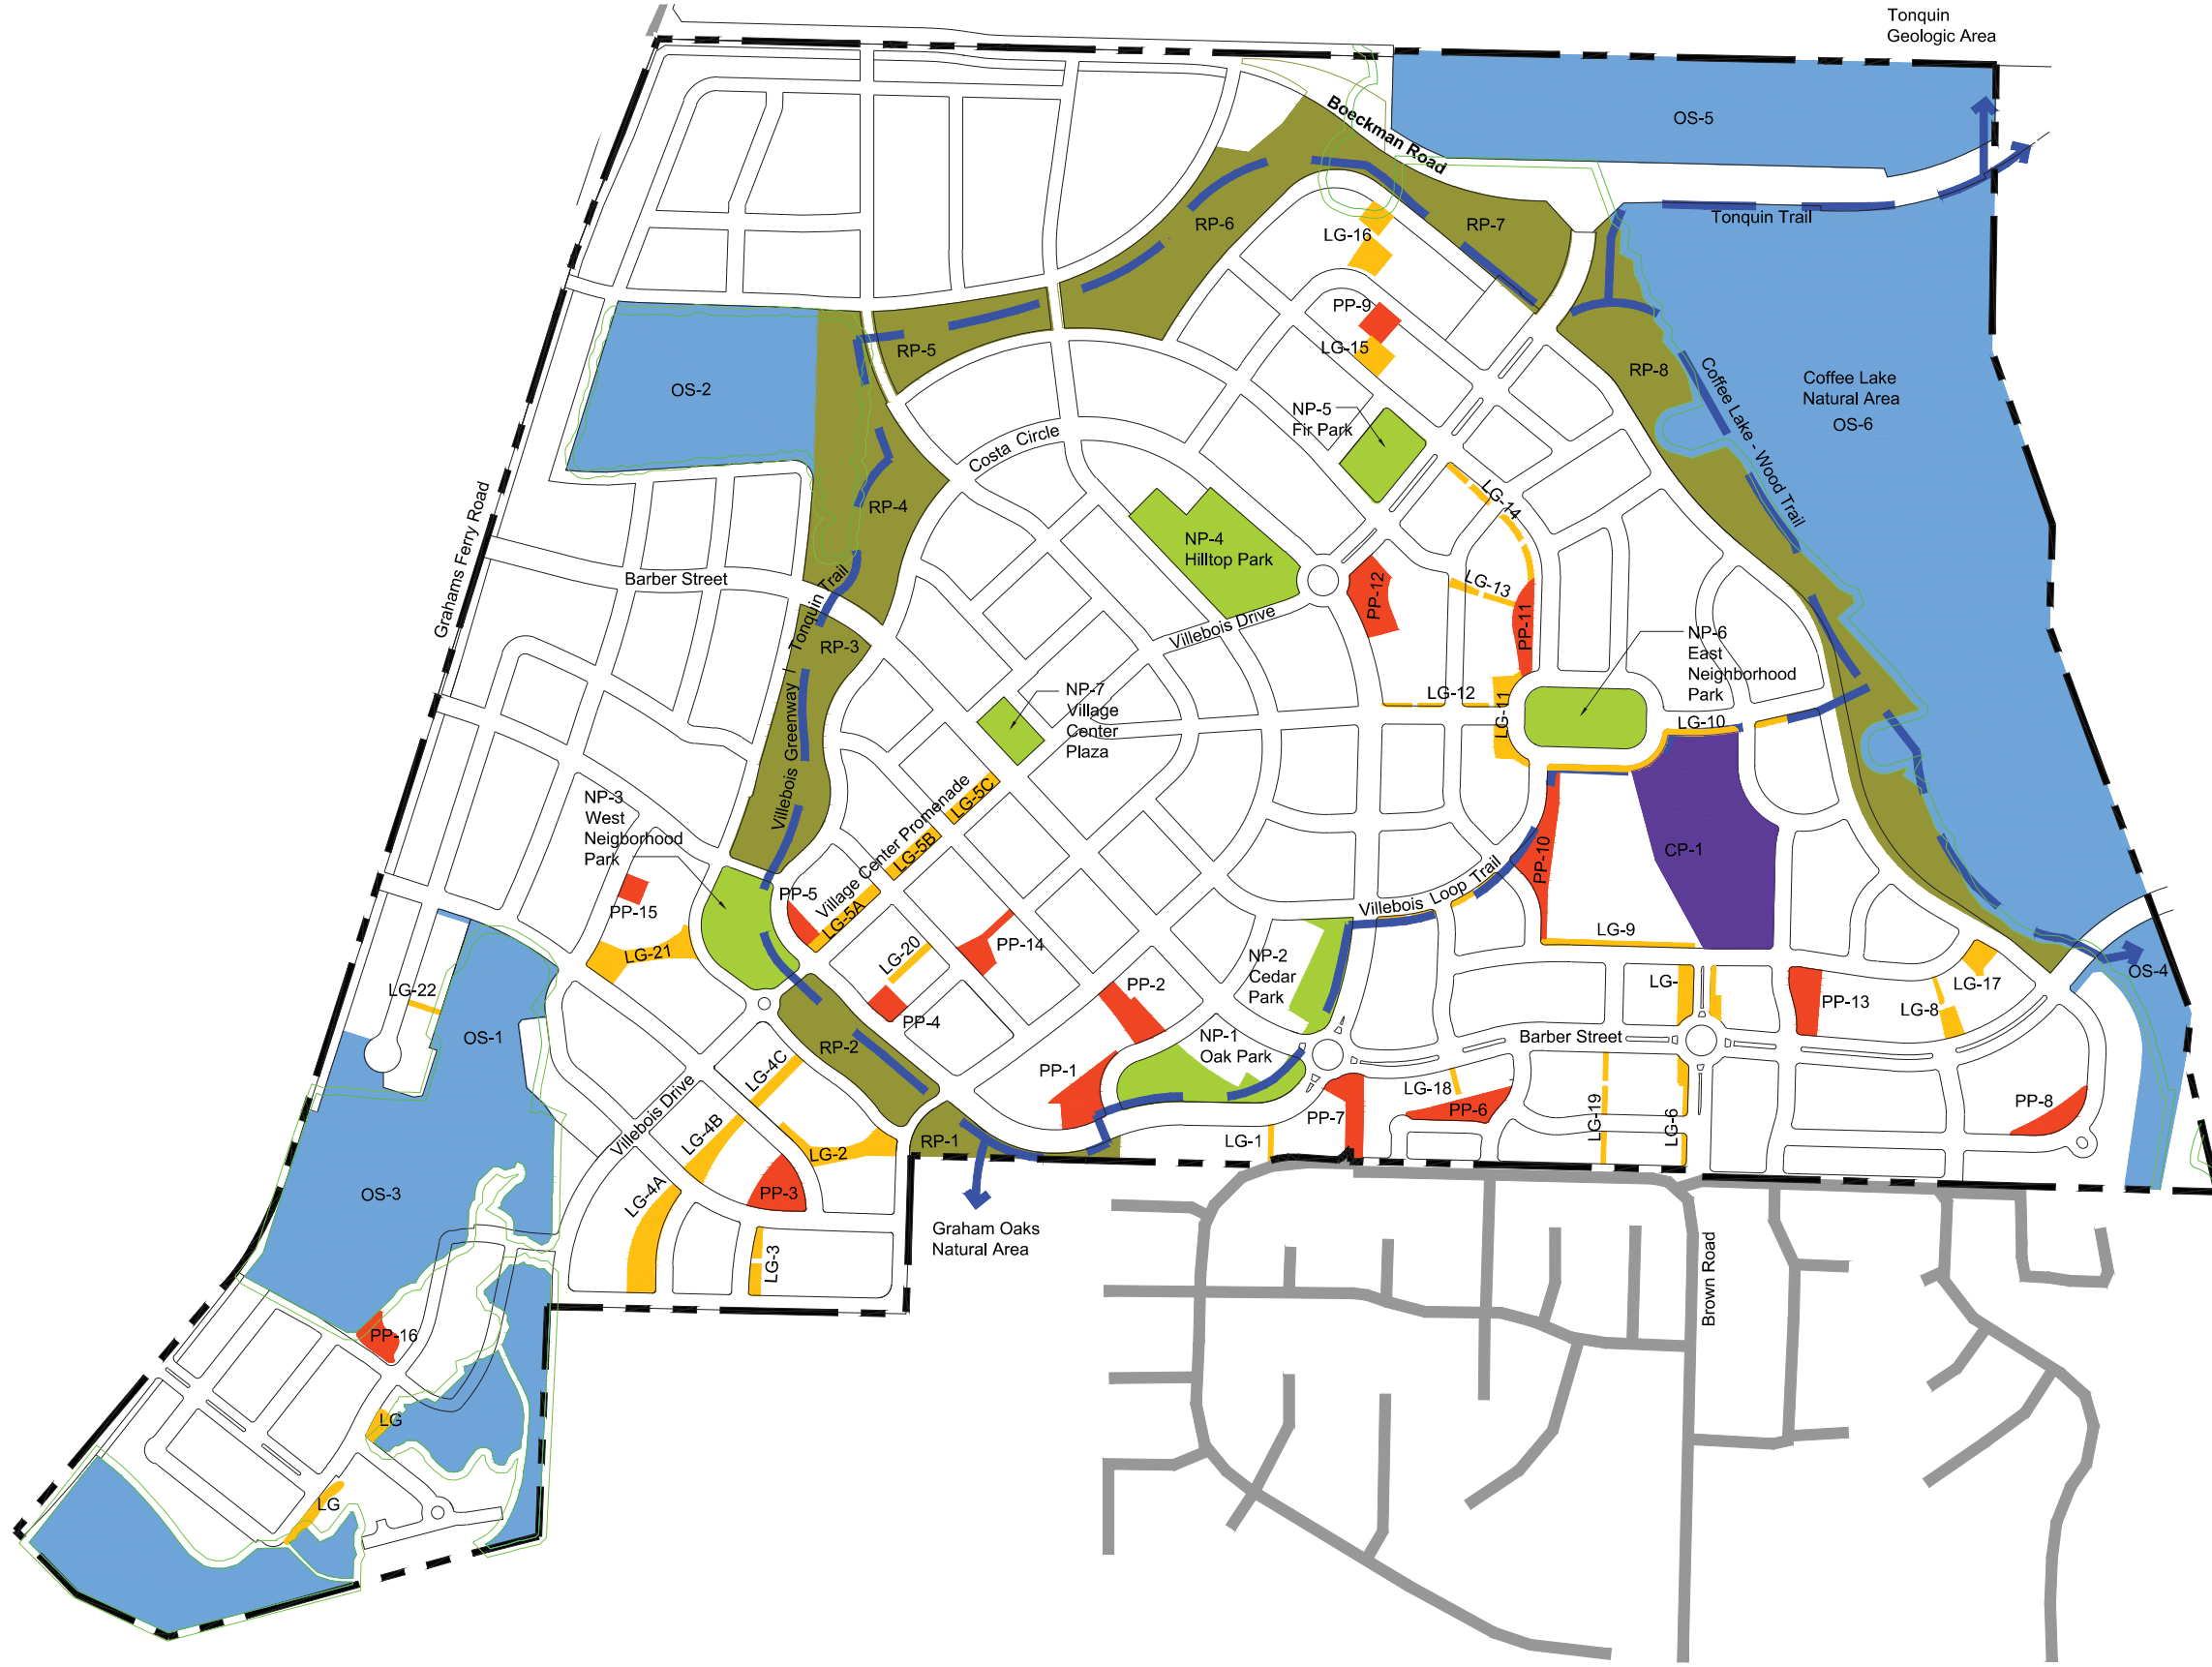 Tonquin
Geologic Area
OS-5
Boeckman Road
RP-6
RP-7
Tonquin Trail
LG-16
PP-9
LG-15
RP-5
RP-8
OS-2
Coffee Lake
Natural Area
OS-6
Coffee Lake - Wood Trail
NP-5
Fir Park
Costa Circle
RP-4
LG-14
NP-4
Hilltop Park
Grahams Ferry Road
Barber Street
LG-13
PP-12
PP-11
Villebois Drive
RP-3
Villebois Greenway / Tonquin Trail
NP-6
East
Neighborhood
Park
NP-7
Village
Center
Plaza
LG-12
LG-11
LG-10
NP-3
West
Neigborhood
Park
Village Center Promenade
LG-5C
LG-5B
LG-5A
PP-5
PP-10
CP-1
Villebois Loop Trail
PP-15
LG-21
LG-20
PP-14
LG-9
NP-2
Cedar
Park
OS-4
LG-22
PP-2
LG-
PP-13
LG-17
LG-8
PP-4
OS-1
RP-2
NP-1
Oak Park
Barber Street
PP-1
LG-4C
LG-18
PP-6
PP-7
LG-19
LG-6
PP-8
Villebois Drive
LG-4B
LG-2
RP-1
LG-1
OS-3
LG-4A
PP-3
Graham Oaks
Natural Area
LG-3
Brown Road
PP-16
LG
LG